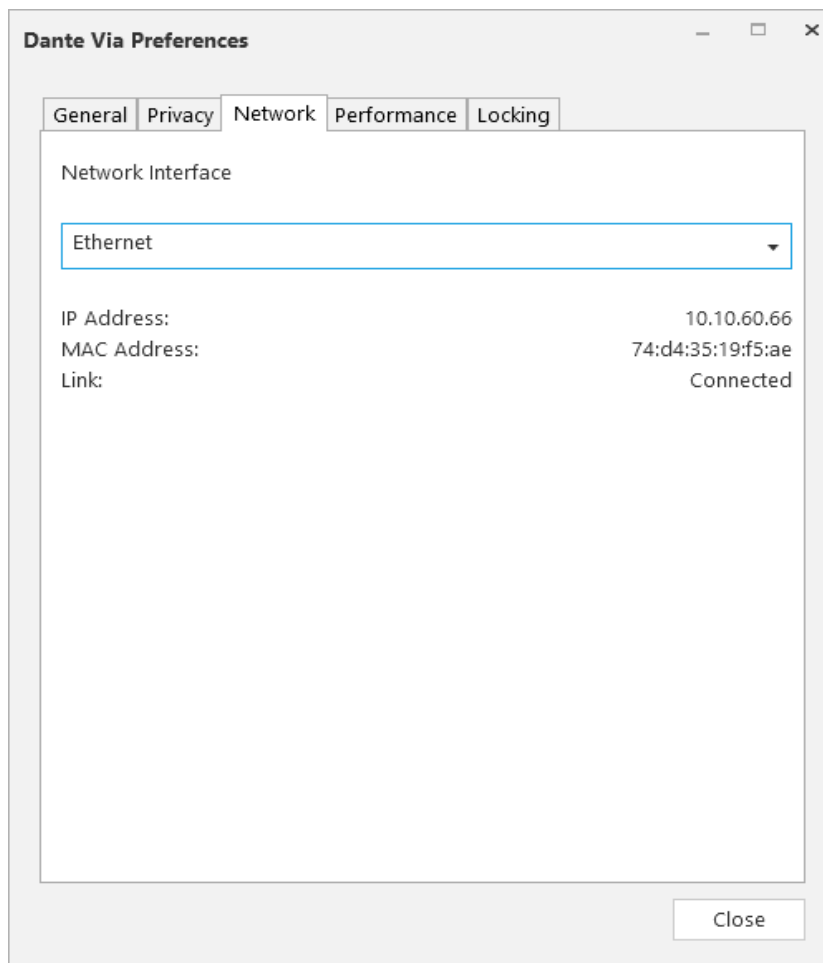 Dante Via Preferences
General Privacy Network Performance Locking
Network Interface
Ethernet
IP Address: 10.10.60.66
MAC Address: 74:d4:35:19:f5:ae
Link: Connected
Close